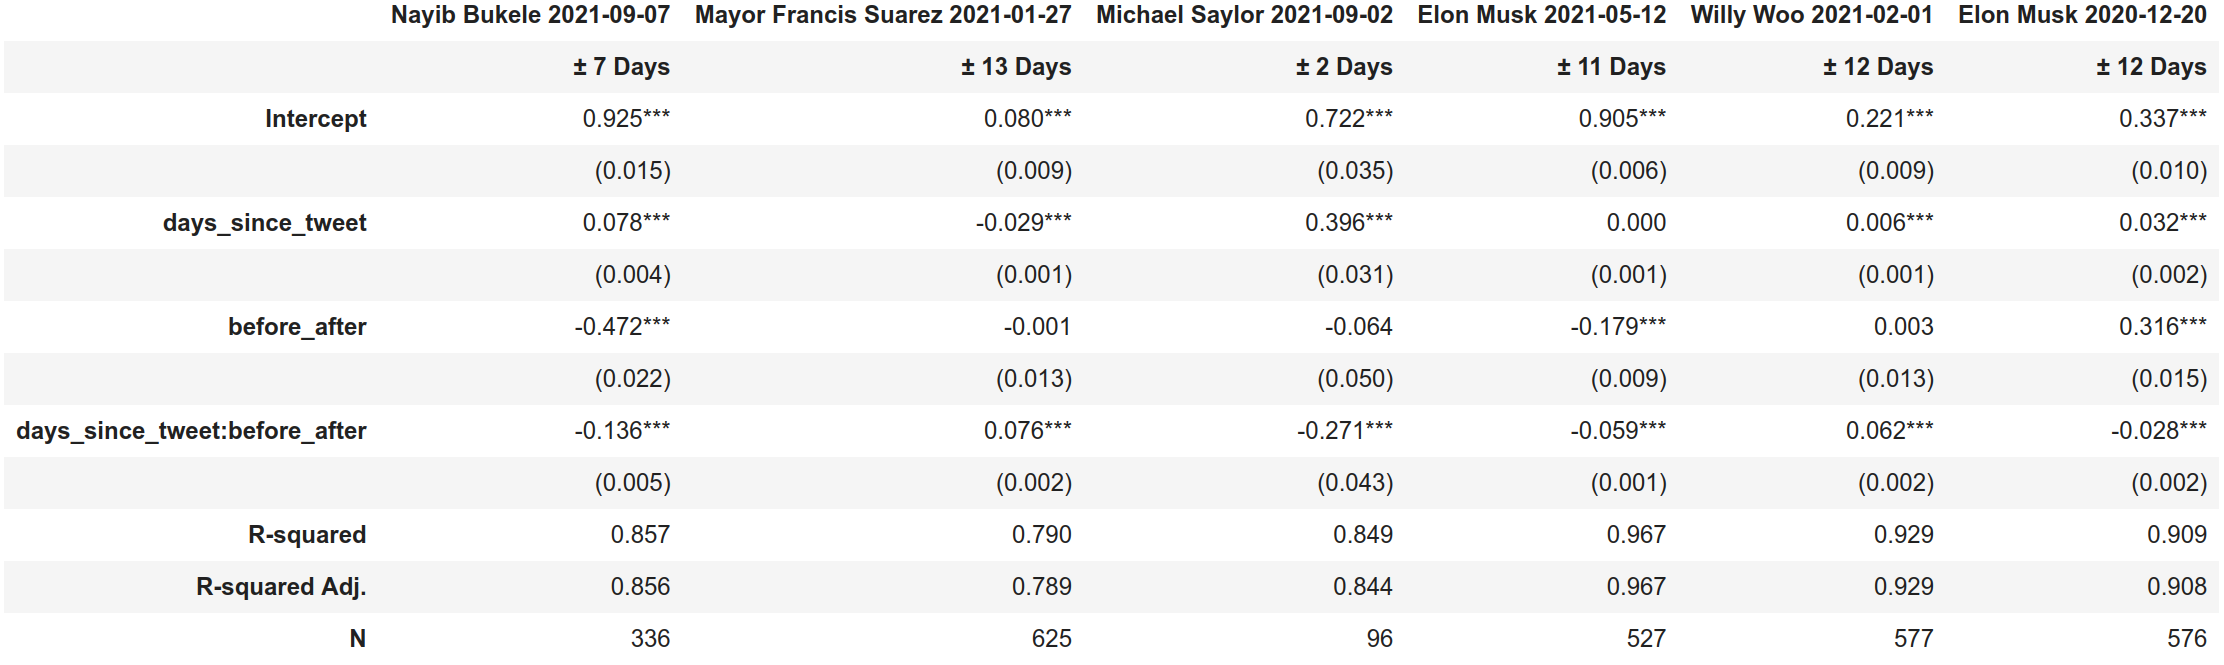 Nayib Bukele 2021-09-07 Mayor Francis Suarez 2021-01-27 Michael Saylor 2021-09-02 Elon Musk 2021-05-12 Willy Woo 2021-02-01 Elon Musk 2020-12-20
± 7 Days ± 13 Days ± 2 Days ± 11 Days ± 12 Days ± 12 Days
Intercept 0.925*** 0.080*** 0.722*** 0.905*** 0.221*** 0.337***
(0.015) (0.009) (0.035) (0.006) (0.009) (0.010)
days_since_tweet 0.078*** -0.029*** 0.396*** 0.000 0.006*** 0.032***
(0.004) (0.001) (0.031) (0.001) (0.001) (0.002)
before_after -0.472*** -0.001 -0.064 -0.179*** 0.003 0.316***
(0.022) (0.013) (0.050) (0.009) (0.013) (0.015)
days_since_tweet:before_after -0.136*** 0.076*** -0.271*** -0.059*** 0.062*** -0.028***
(0.005) (0.002) (0.043) (0.001) (0.002) (0.002)
R-squared 0.857 0.790 0.849 0.967 0.929 0.909
R-squared Adj. 0.856 0.789 0.844 0.967 0.929 0.908
N 336 625 96 527 577 576